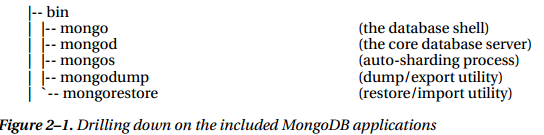 |-- bin
| |-- mongo (the database shell)
| |-- mongod (the core database server)
| |-- mongos (auto-sharding process)
| |-- mongodump (dump/export utility)
| `-- mongorestore (restore/import utility)
Figure 2–1. Drilling down on the included MongoDB applications